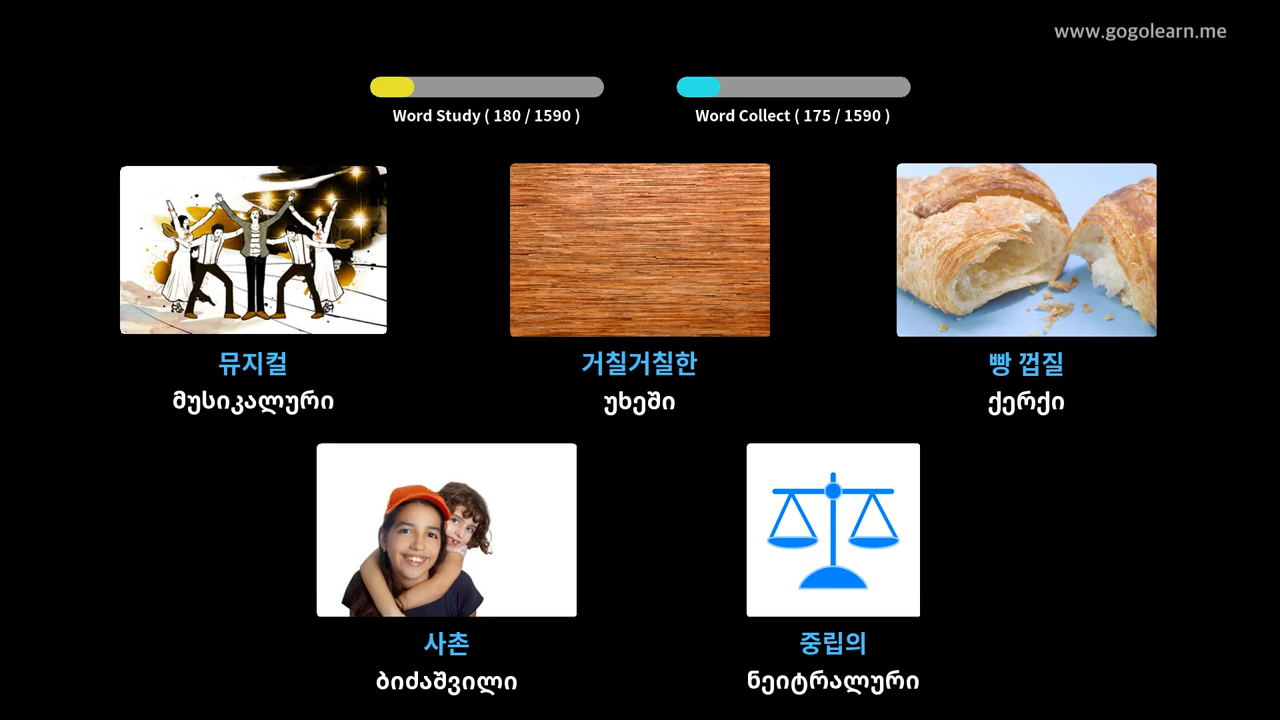 www.gogolearn.me
Word Study ( 180 / 1590 )
Word Collect ( 175 / 1590 )
뮤지컬
მუსიკალური
거칠거칠한
უხეში
빵 껍질
ქერქი
사촌
ბიძაშვილი
중립의
ნეიტრალური